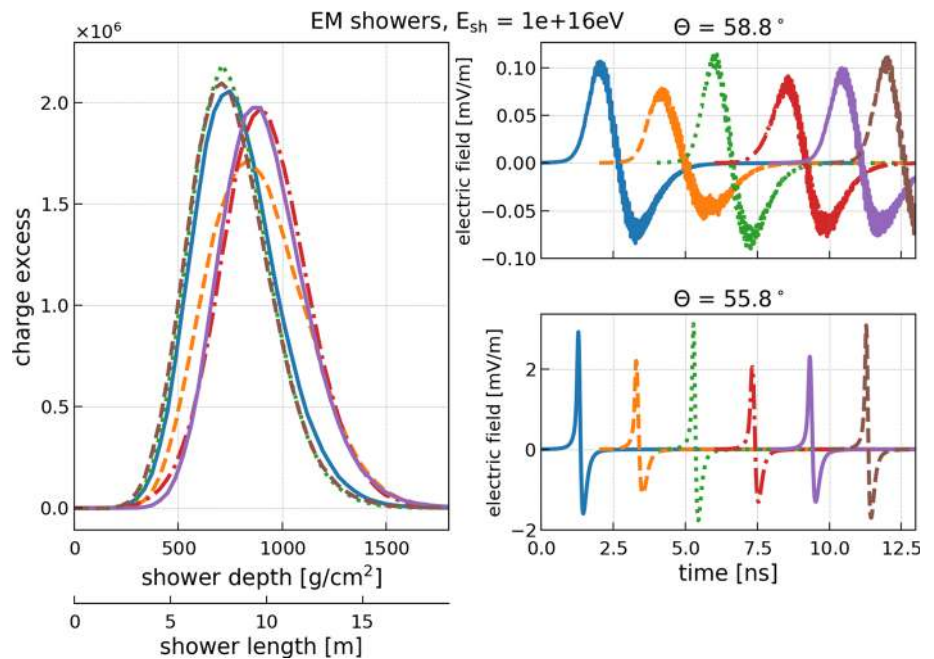 EM showers, E_sh = 1e+16eV
×10⁶
charge excess
2.0
1.5
1.0
0.5
0.0
0 500 1000 1500
shower depth [g/cm²]
0 5 10 15
shower length [m]
Θ = 58.8°
electric field [mV/m]
0.10
0.05
0.00
−0.05
−0.10
Θ = 55.8°
electric field [mV/m]
2
0
−2
0.0 2.5 5.0 7.5 10.0 12.5
time [ns]